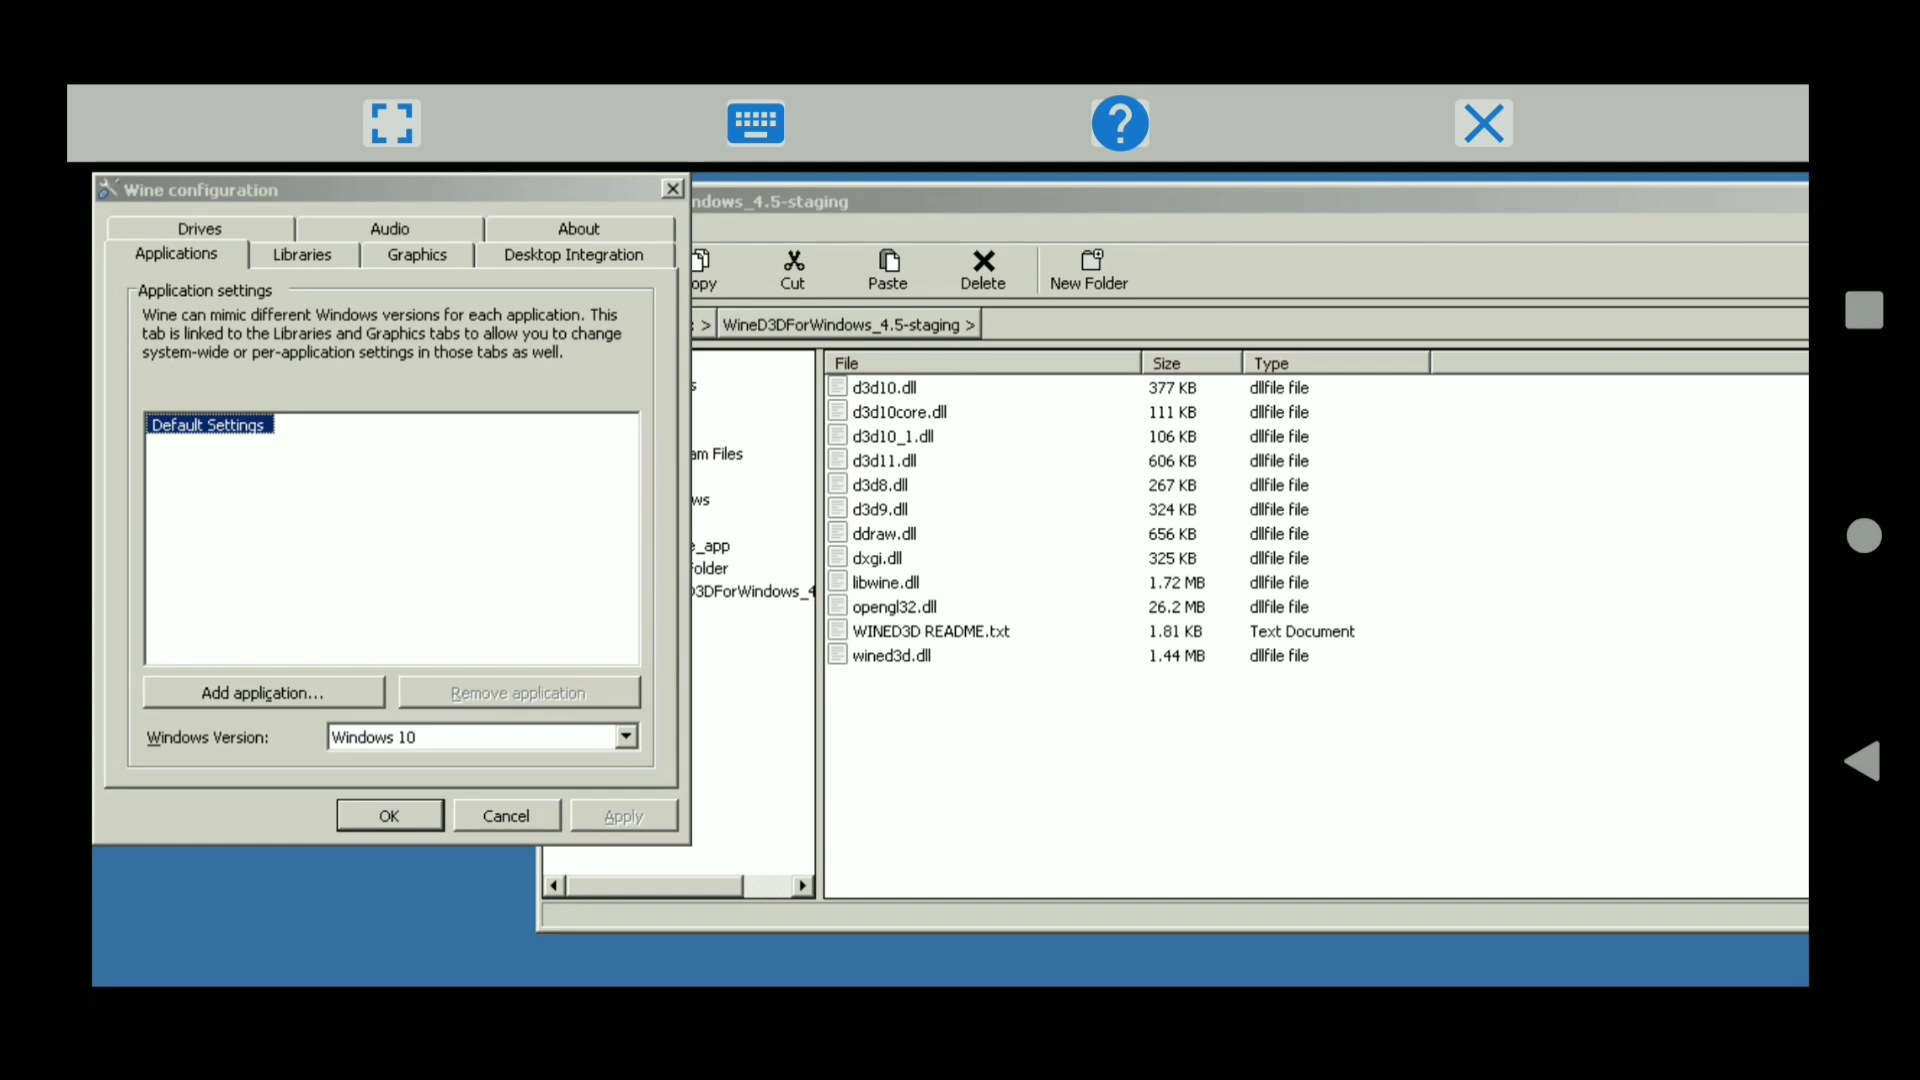 Wine configuration
Drives
Audio
About
Applications
Libraries
Graphics
Desktop Integration
Application settings
Wine can mimic different Windows versions for each application. This
tab is linked to the Libraries and Graphics tabs to allow you to change
system-wide or per-application settings in those tabs as well.
Default Settings
Add application...
Remove application
Windows Version:
Windows 10
OK
Cancel
Apply
ndows_4.5-staging
opy
Cut
Paste
Delete
New Folder
>
WineD3DForWindows_4.5-staging >
s
am Files
ws
e_app
Folder
D3DForWindows_4
File Size Type
d3d10.dll 377 KB dllfile file
d3d10core.dll 111 KB dllfile file
d3d10_1.dll 106 KB dllfile file
d3d11.dll 606 KB dllfile file
d3d8.dll 267 KB dllfile file
d3d9.dll 324 KB dllfile file
ddraw.dll 656 KB dllfile file
dxgi.dll 325 KB dllfile file
libwine.dll 1.72 MB dllfile file
opengl32.dll 26.2 MB dllfile file
WINED3D README.txt 1.81 KB Text Document
wined3d.dll 1.44 MB dllfile file